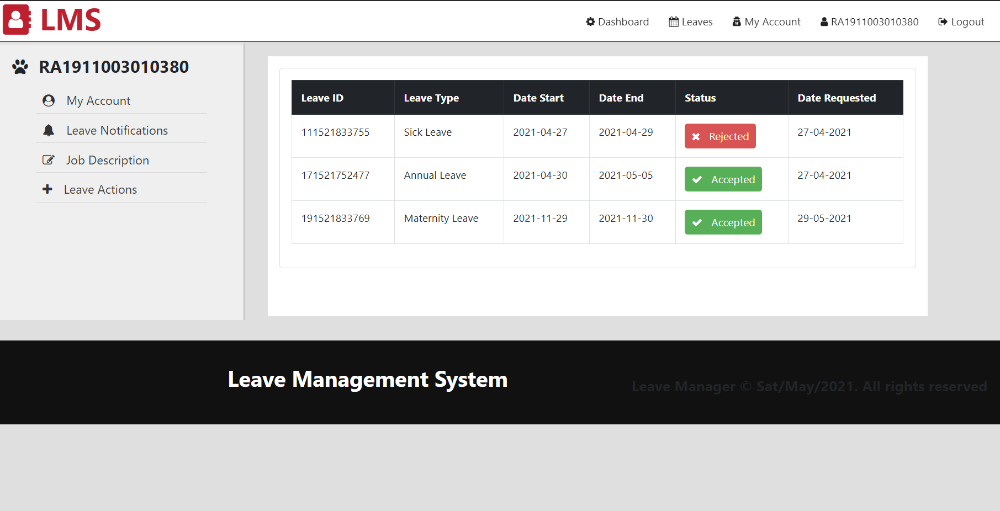 LMS
Dashboard Leaves My Account RA1911003010380 Logout
RA1911003010380
My Account
Leave Notifications
Job Description
Leave Actions
Leave ID Leave Type Date Start Date End Status Date Requested
111521833755 Sick Leave 2021-04-27 2021-04-29 Rejected 27-04-2021
171521752477 Annual Leave 2021-04-30 2021-05-05 Accepted 27-04-2021
191521833769 Maternity Leave 2021-11-29 2021-11-30 Accepted 29-05-2021
Leave Management System
Leave Manager © Sat/May/2021. All rights reserved